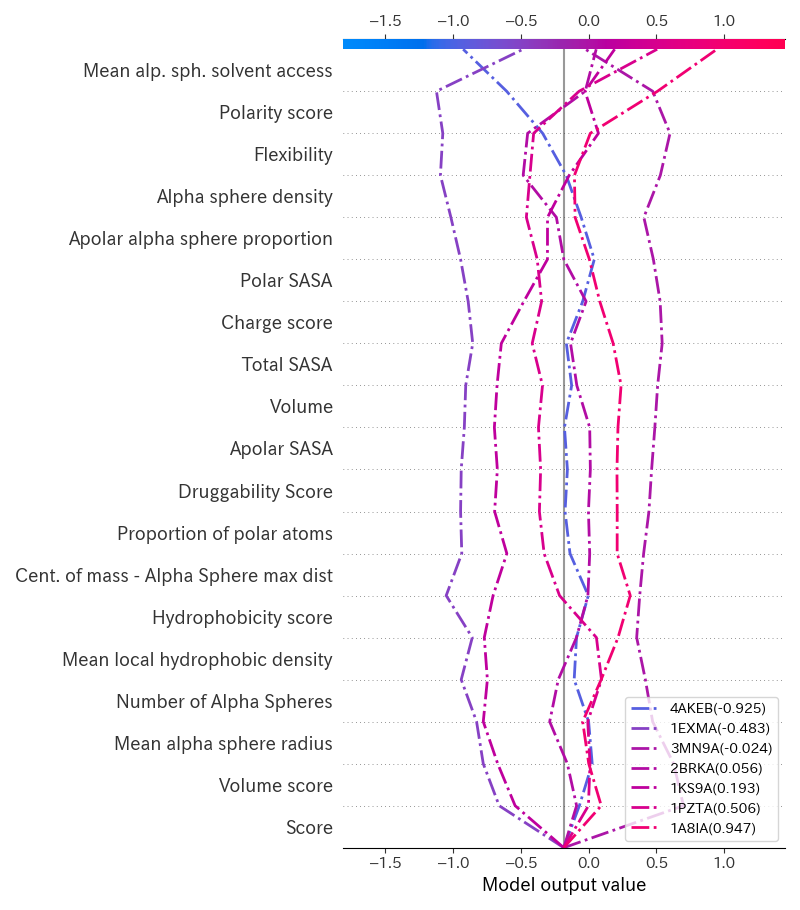 −1.5 −1.0 −0.5 0.0 0.5 1.0
Mean alp. sph. solvent access
Polarity score
Flexibility
Alpha sphere density
Apolar alpha sphere proportion
Polar SASA
Charge score
Total SASA
Volume
Apolar SASA
Druggability Score
Proportion of polar atoms
Cent. of mass - Alpha Sphere max dist
Hydrophobicity score
Mean local hydrophobic density
Number of Alpha Spheres
Mean alpha sphere radius
Volume score
Score
4AKEB(-0.925)
1EXMA(-0.483)
3MN9A(-0.024)
2BRKA(0.056)
1KS9A(0.193)
1PZTA(0.506)
1A8IA(0.947)
−1.5 −1.0 −0.5 0.0 0.5 1.0
Model output value